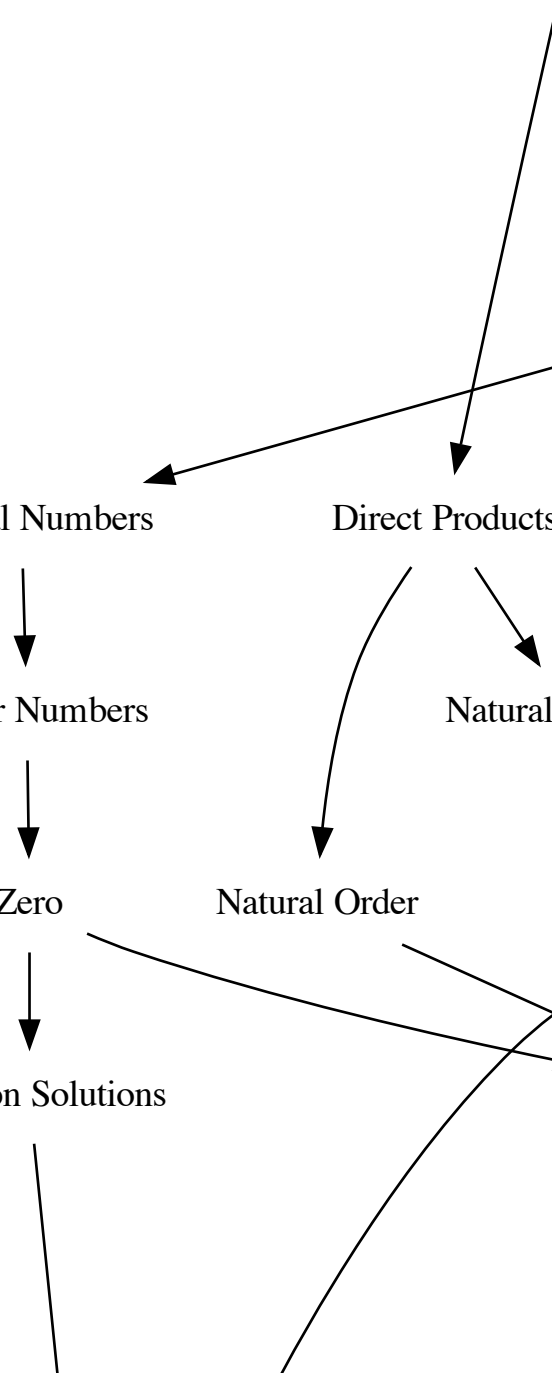 l Numbers
Direct Products
r Numbers
Natural
Zero
Natural Order
on Solutions